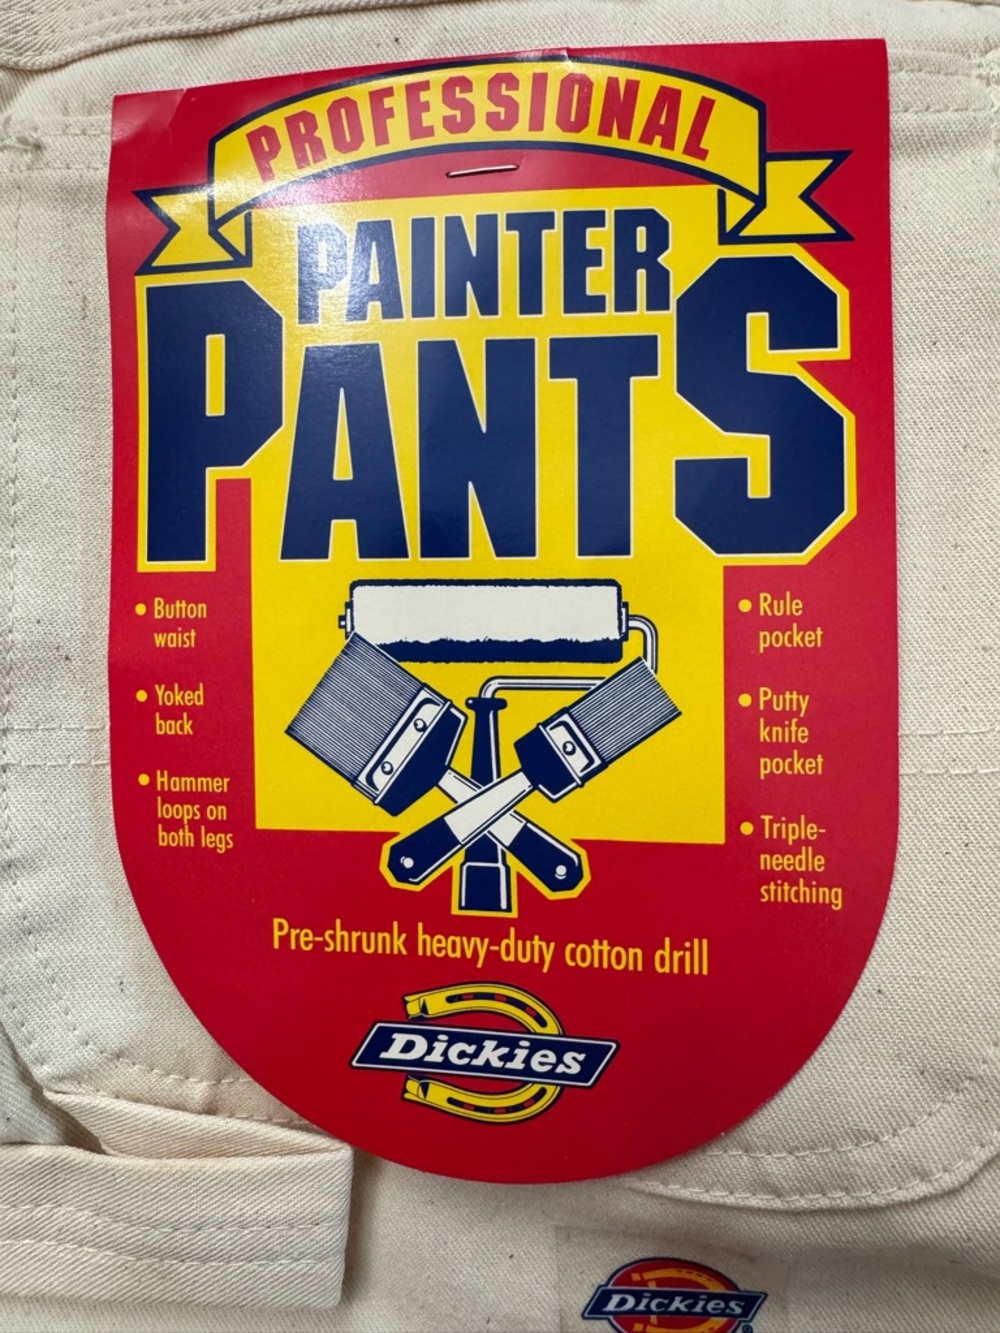 PROFESSIONAL
PAINTER
PANTS
• Button
waist
• Yoked
back
• Hammer
loops on
both legs
• Rule
pocket
• Putty
knife
pocket
• Triple-
needle
stitching
Pre-shrunk heavy-duty cotton drill
Dickies
Dickies®